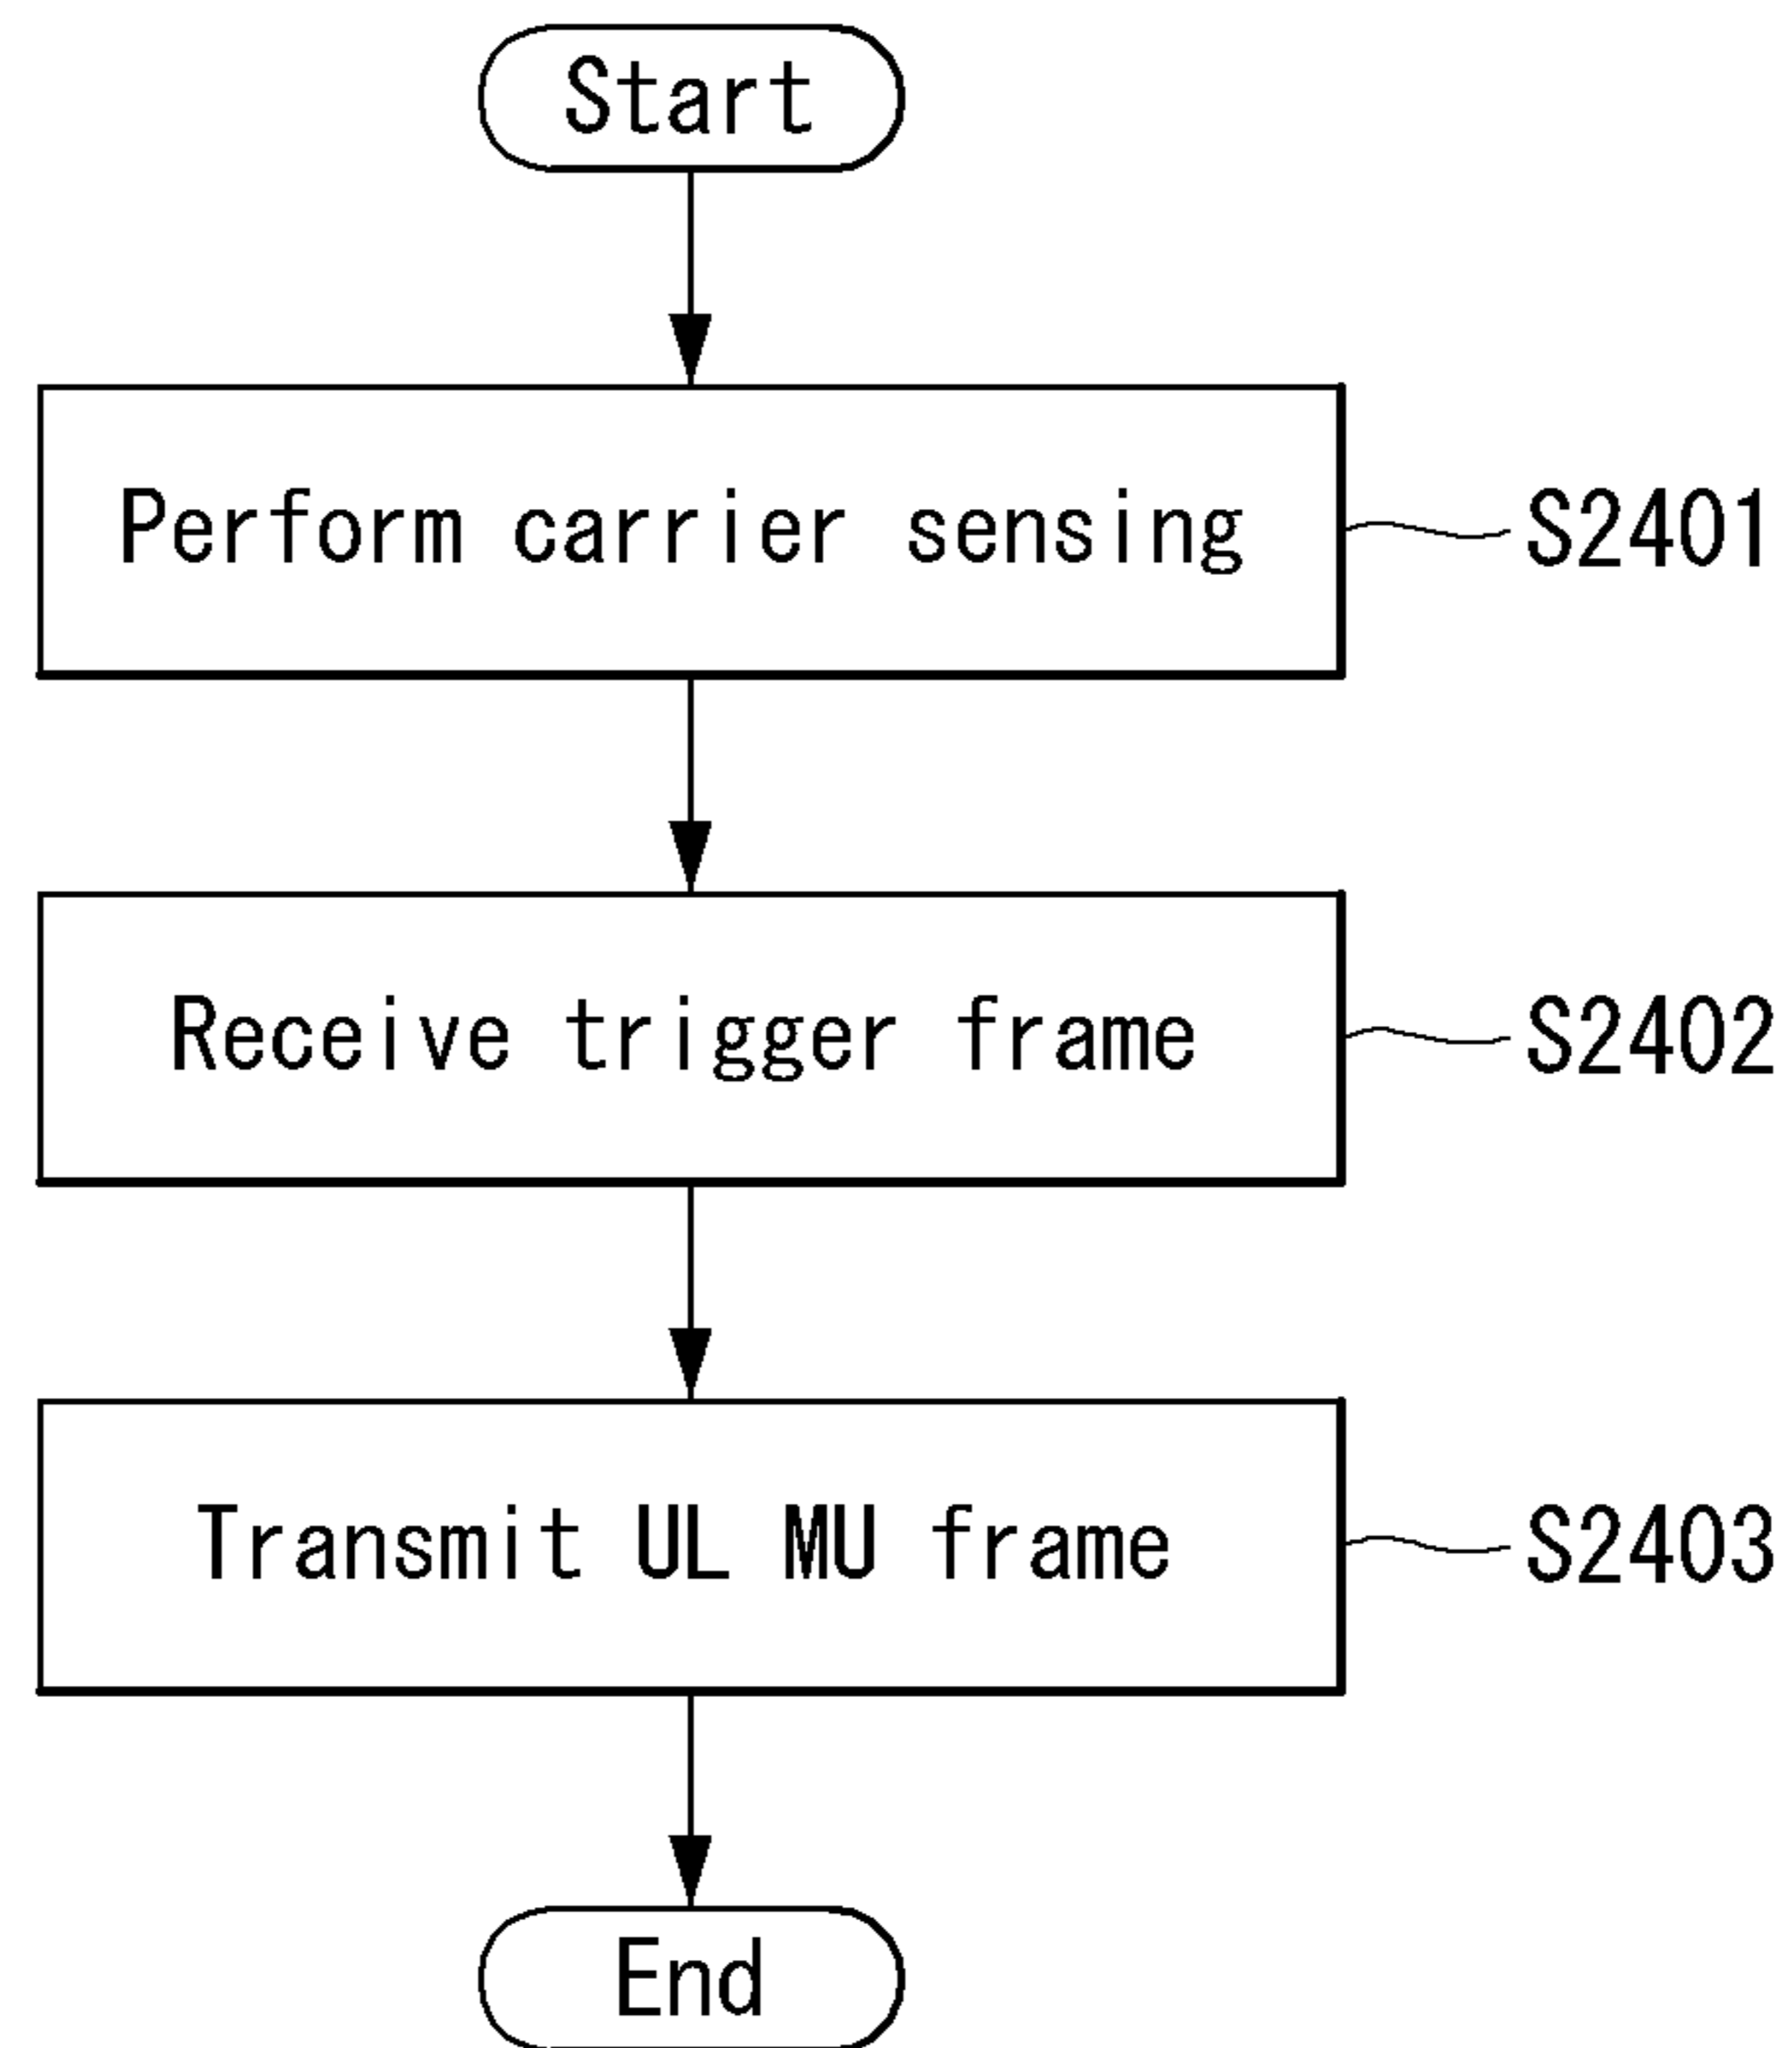 Start
Perform carrier sensing
S2401
Receive trigger frame
S2402
Transmit UL MU frame
S2403
End